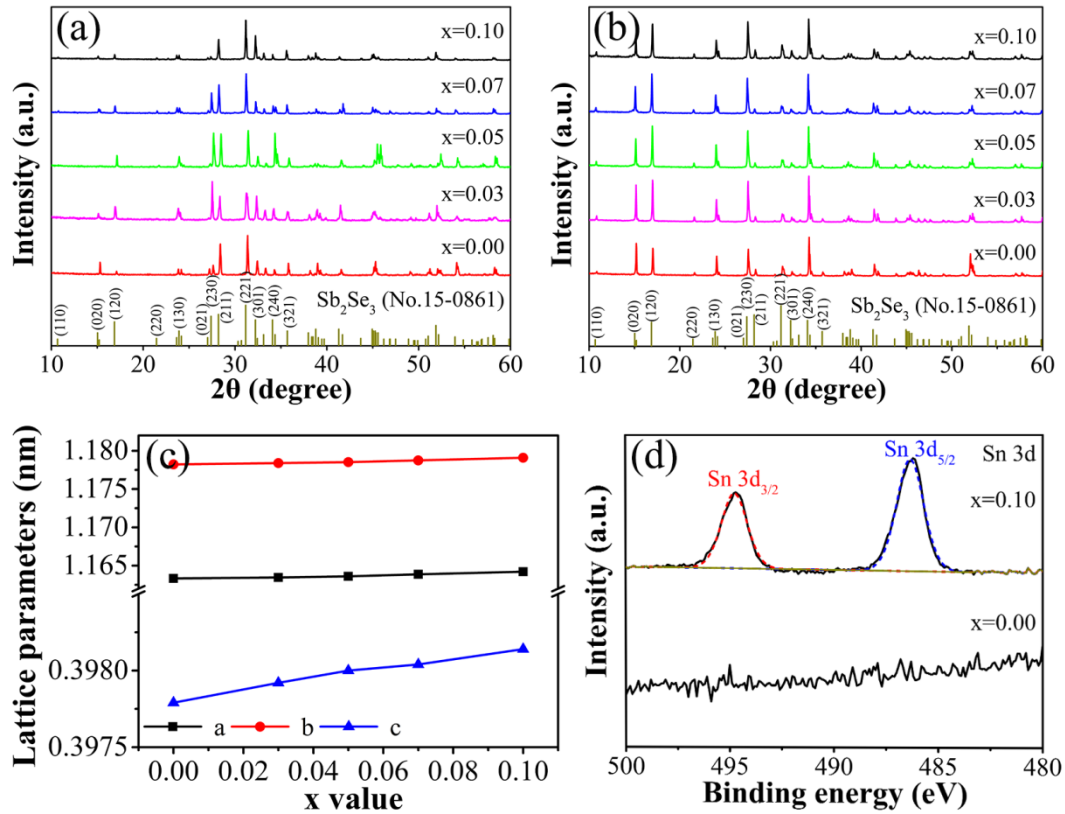 (a)
x=0.10
x=0.07
x=0.05
x=0.03
x=0.00
Sb₂Se₃ (No.15-0861)
(110)
(020)
(120)
(220)
(130)
(021)
(230)
(211)
(221)
(301)
(240)
(321)
10 20 30 40 50 60
2θ (degree)
Intensity (a.u.)
(b)
x=0.10
x=0.07
x=0.05
x=0.03
x=0.00
Sb₂Se₃ (No.15-0861)
(110)
(020)
(120)
(220)
(130)
(021)
(230)
(211)
(221)
(301)
(240)
(321)
10 20 30 40 50 60
2θ (degree)
Intensity (a.u.)
(c)
1.180
1.175
1.170
1.165
0.3980
0.3975
Lattice parameters (nm)
a b c
0.00 0.02 0.04 0.06 0.08 0.10
x value
(d)
Sn 3d₃/₂
Sn 3d₅/₂
Sn 3d
x=0.10
x=0.00
Intensity (a.u.)
500 495 490 485 480
Binding energy (eV)